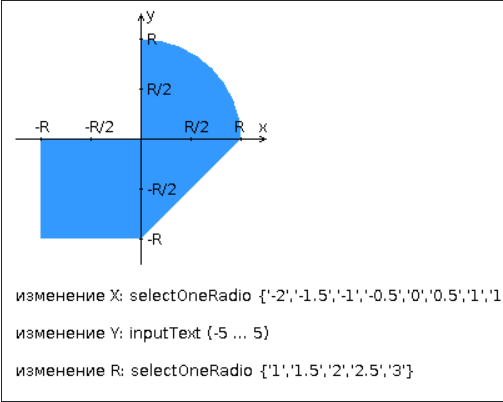 y
R
R/2
-R -R/2 R/2 R x
-R/2
-R
изменение X: selectOneRadio {'-2','-1.5','-1','-0.5','0','0.5','1','1
изменение Y: inputText (-5 ... 5)
изменение R: selectOneRadio {'1','1.5','2','2.5','3'}